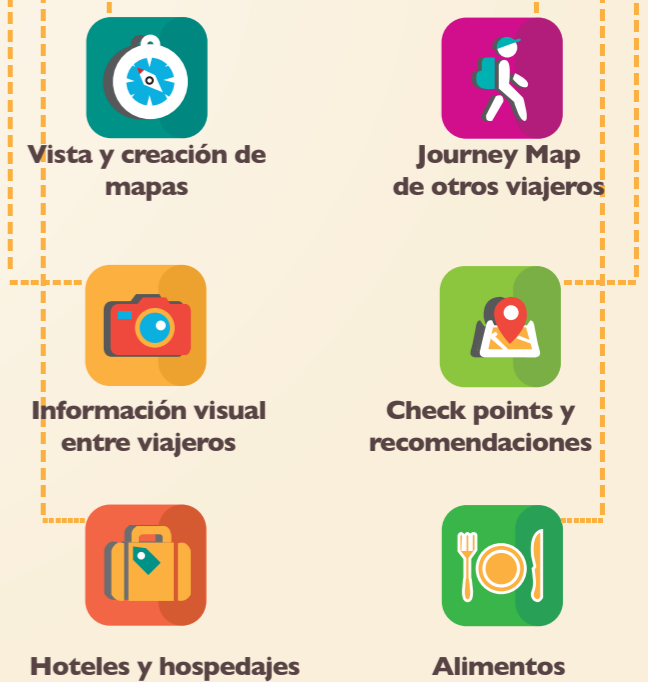 Vista y creación de
mapas
Journey Map
de otros viajeros
Información visual
entre viajeros
Check points y
recomendaciones
Hoteles y hospedajes
Alimentos